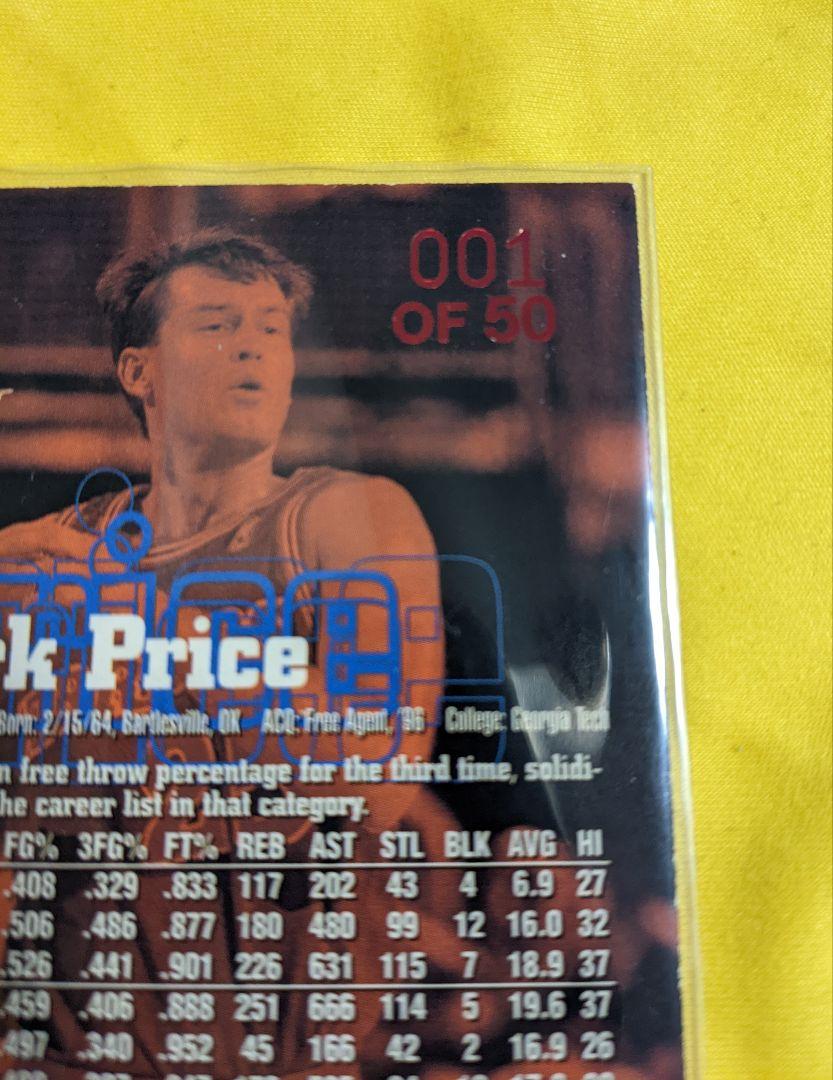 001
OF 50
rk Price
Born: 2/15/64, Bartlesville, OK ACQ: Free Agent, '96 College: Georgia Tech
n free throw percentage for the third time, solidi-
he career list in that category.
FG% 3FG% FT% REB AST STL BLK AVG HI
.408 .329 .833 117 202 43 4 6.9 27
.506 .486 .877 180 480 99 12 16.0 32
.526 .441 .901 226 631 115 7 18.9 37
.459 .406 .888 251 666 114 5 19.6 37
.497 .340 .952 45 166 42 2 16.9 26